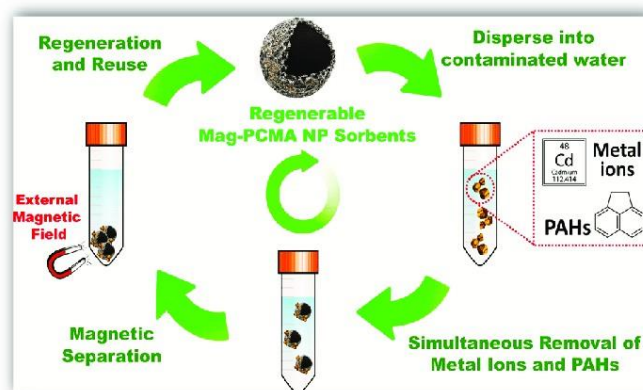 Regeneration
and Reuse
Disperse into
contaminated water
Regenerable
Mag-PCMA NP Sorbents
48
Cd
Cadmium
112.414
Metal
ions
PAHs
External
Magnetic
Field
Magnetic
Separation
Simultaneous Removal of
Metal Ions and PAHs